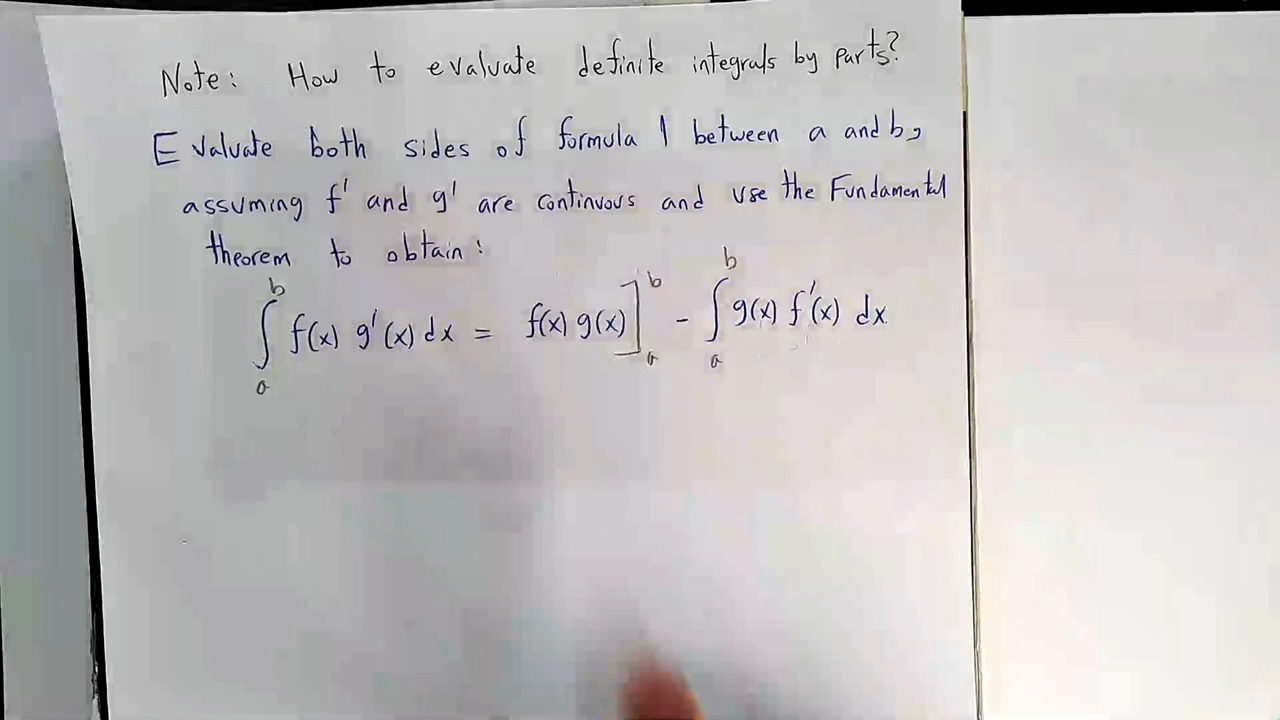 Note: How to evaluate definite integrals by parts?
Evaluate both sides of formula 1 between a and b,
assuming f' and g' are continuous and use the Fundamental
theorem to obtain:
∫_a^b f(x) g'(x) dx = f(x) g(x)]_a^b - ∫_a^b g(x) f'(x) dx